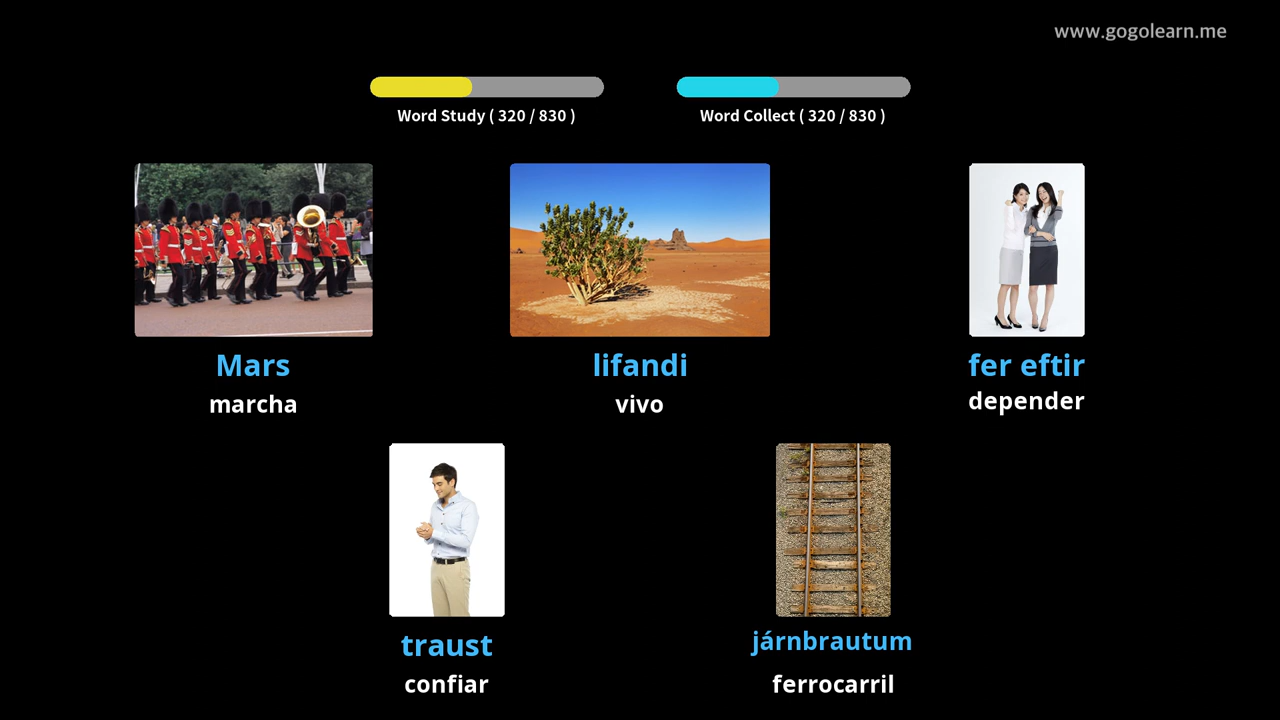 www.gogolearn.me
Word Study ( 320 / 830 )
Word Collect ( 320 / 830 )
Mars
marcha
lifandi
vivo
fer eftir
depender
traust
confiar
járnbrautum
ferrocarril